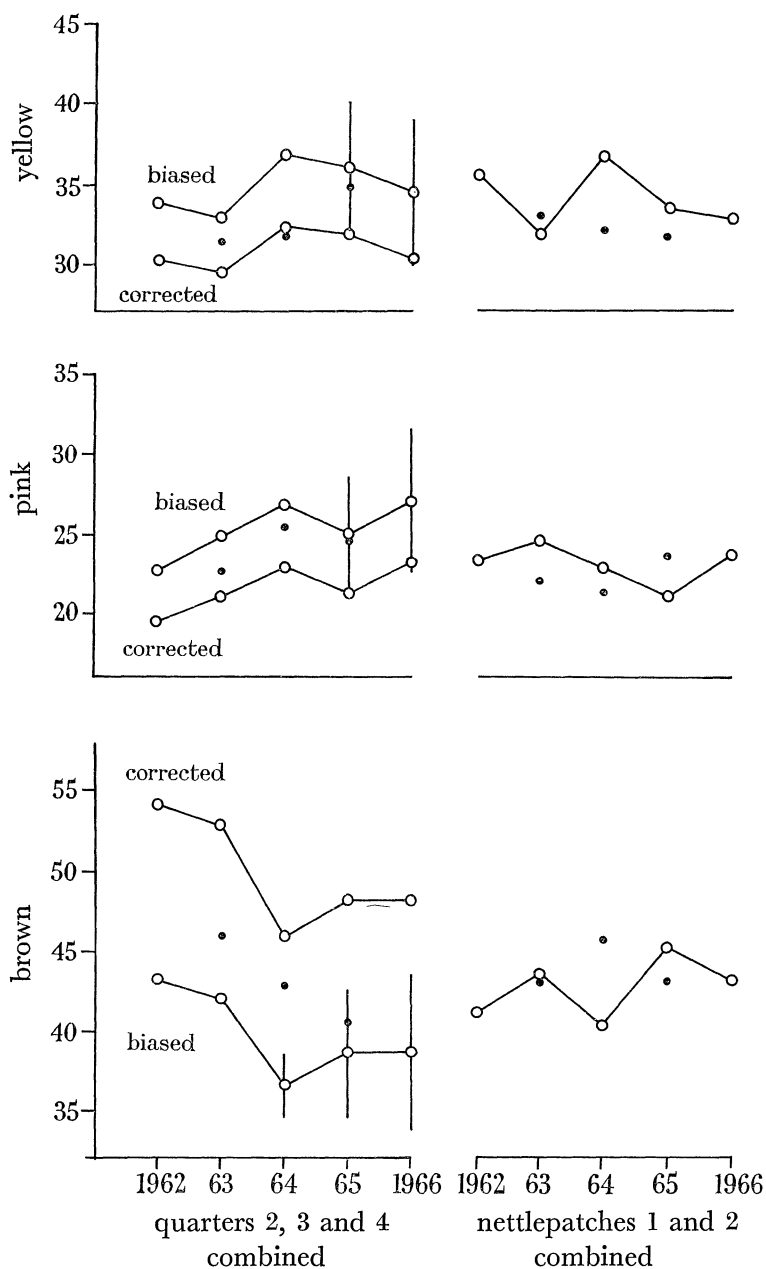 45
40
35
30
yellow
biased
corrected
35
30
25
20
pink
biased
corrected
55
50
45
40
35
brown
corrected
biased
1962 63 64 65 1966 1962 63 64 65 1966
quarters 2, 3 and 4
combined
nettlepatches 1 and 2
combined